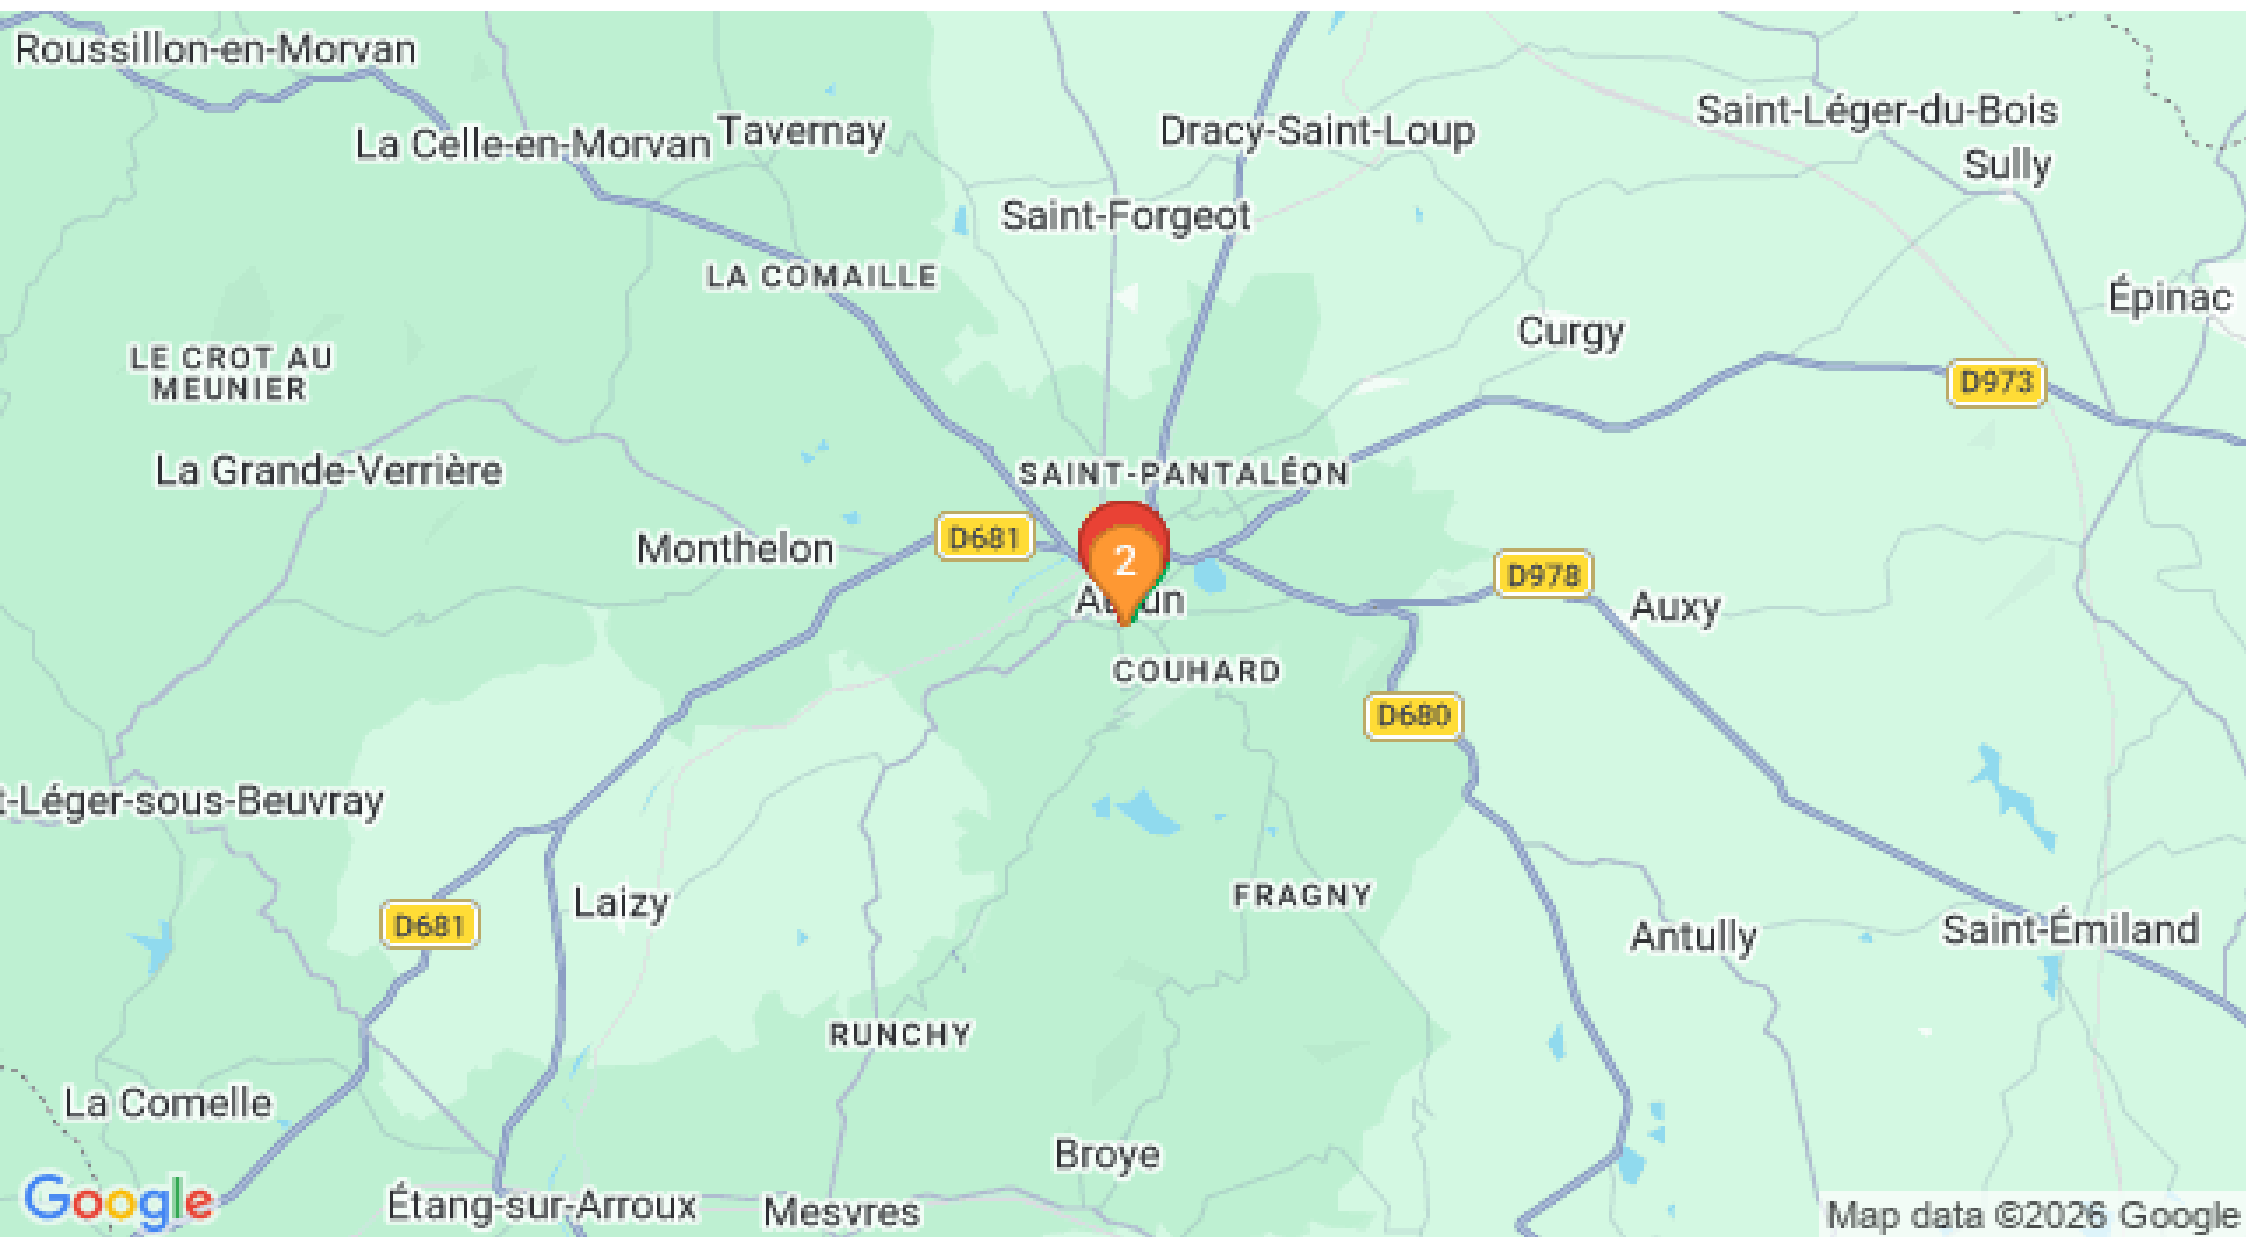 Roussillon-en-Morvan
La Celle-en-Morvan
Tavernay
Dracy-Saint-Loup
Saint-Léger-du-Bois
Sully
Saint-Forgeot
LA COMAILLE
Épinac
Curgy
LE CROT AU
MEUNIER
D973
La Grande-Verrière
SAINT-PANTALÉON
Monthelon
D681
2
D978
Auxy
COUHARD
D680
t-Léger-sous-Beuvray
Laizy
FRAGNY
D681
Antully
Saint-Émiland
RUNCHY
La Comelle
Broye
Google
Étang-sur-Arroux
Mesvres
Map data ©2026 Google